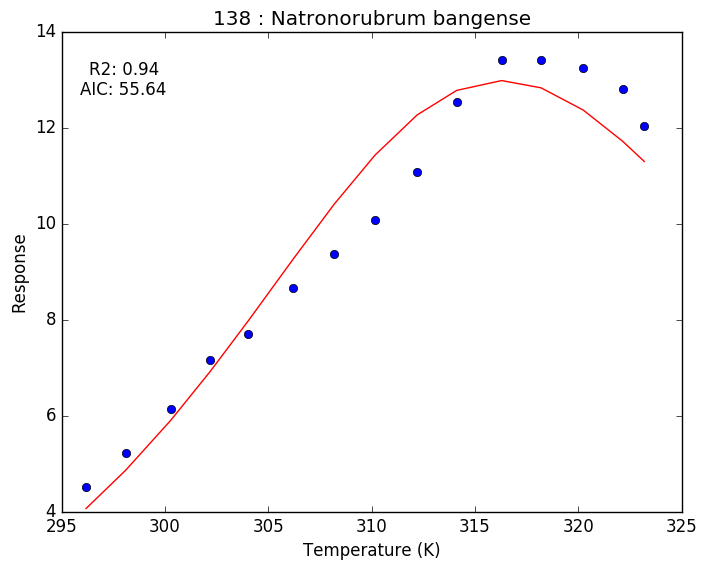 138 : Natronorubrum bangense
R2: 0.94
AIC: 55.64
Response
14
12
10
8
6
4
295 300 305 310 315 320 325
Temperature (K)